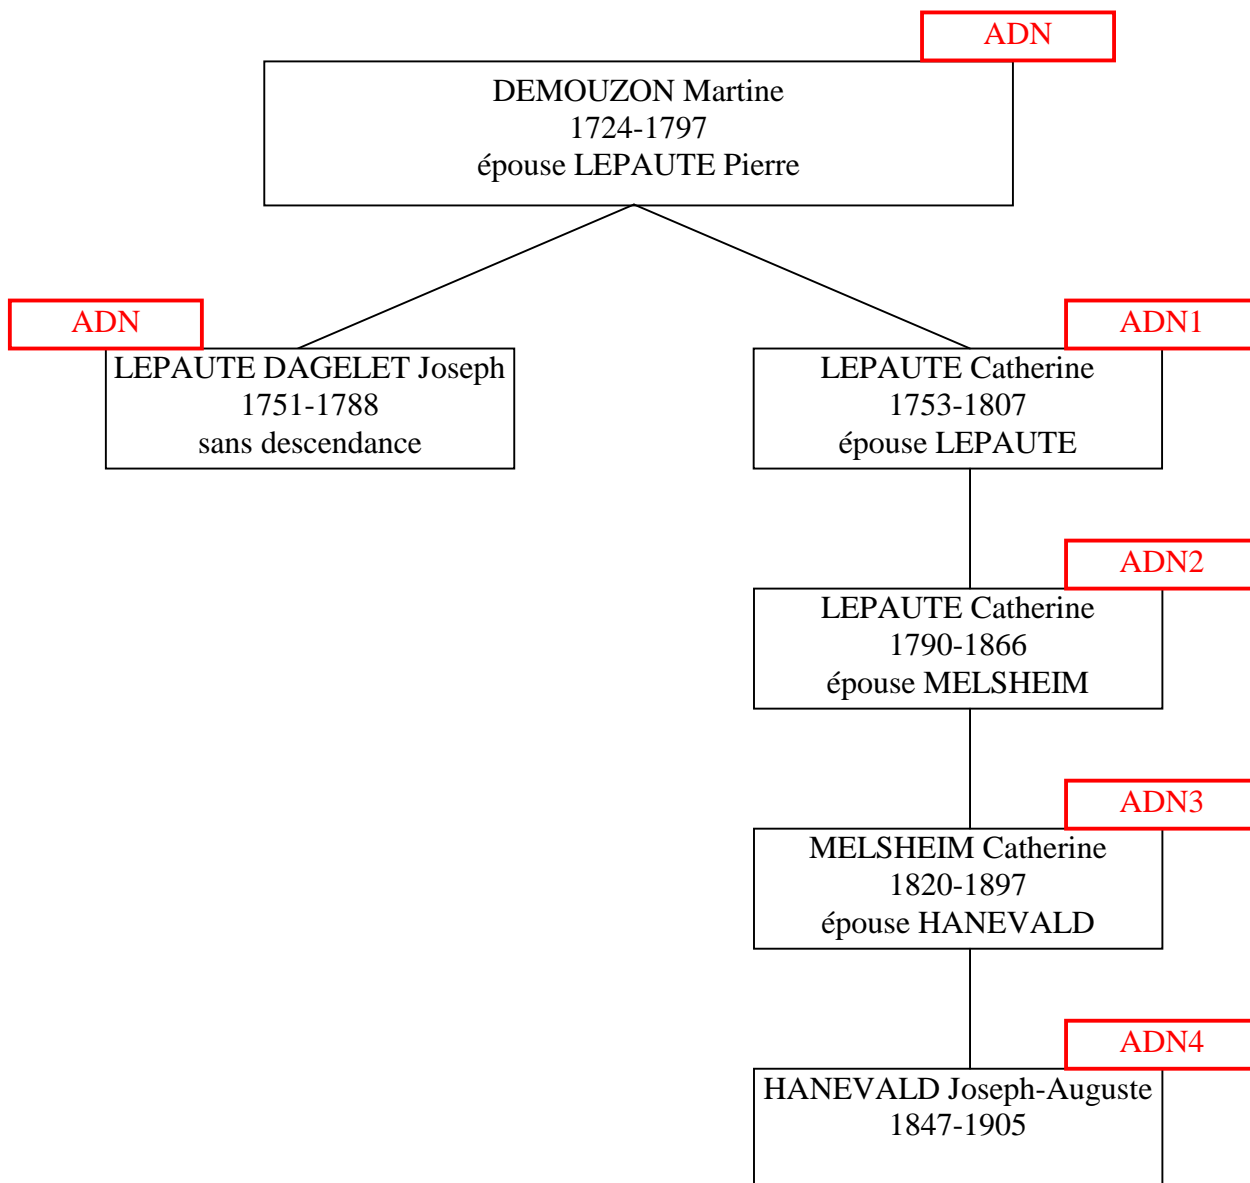 ADN
DEMOUZON Martine
1724-1797
épouse LEPAUTE Pierre
ADN
LEPAUTE DAGELET Joseph
1751-1788
sans descendance
ADN1
LEPAUTE Catherine
1753-1807
épouse LEPAUTE
ADN2
LEPAUTE Catherine
1790-1866
épouse MELSHEIM
ADN3
MELSHEIM Catherine
1820-1897
épouse HANEVALD
ADN4
HANEVALD Joseph-Auguste
1847-1905